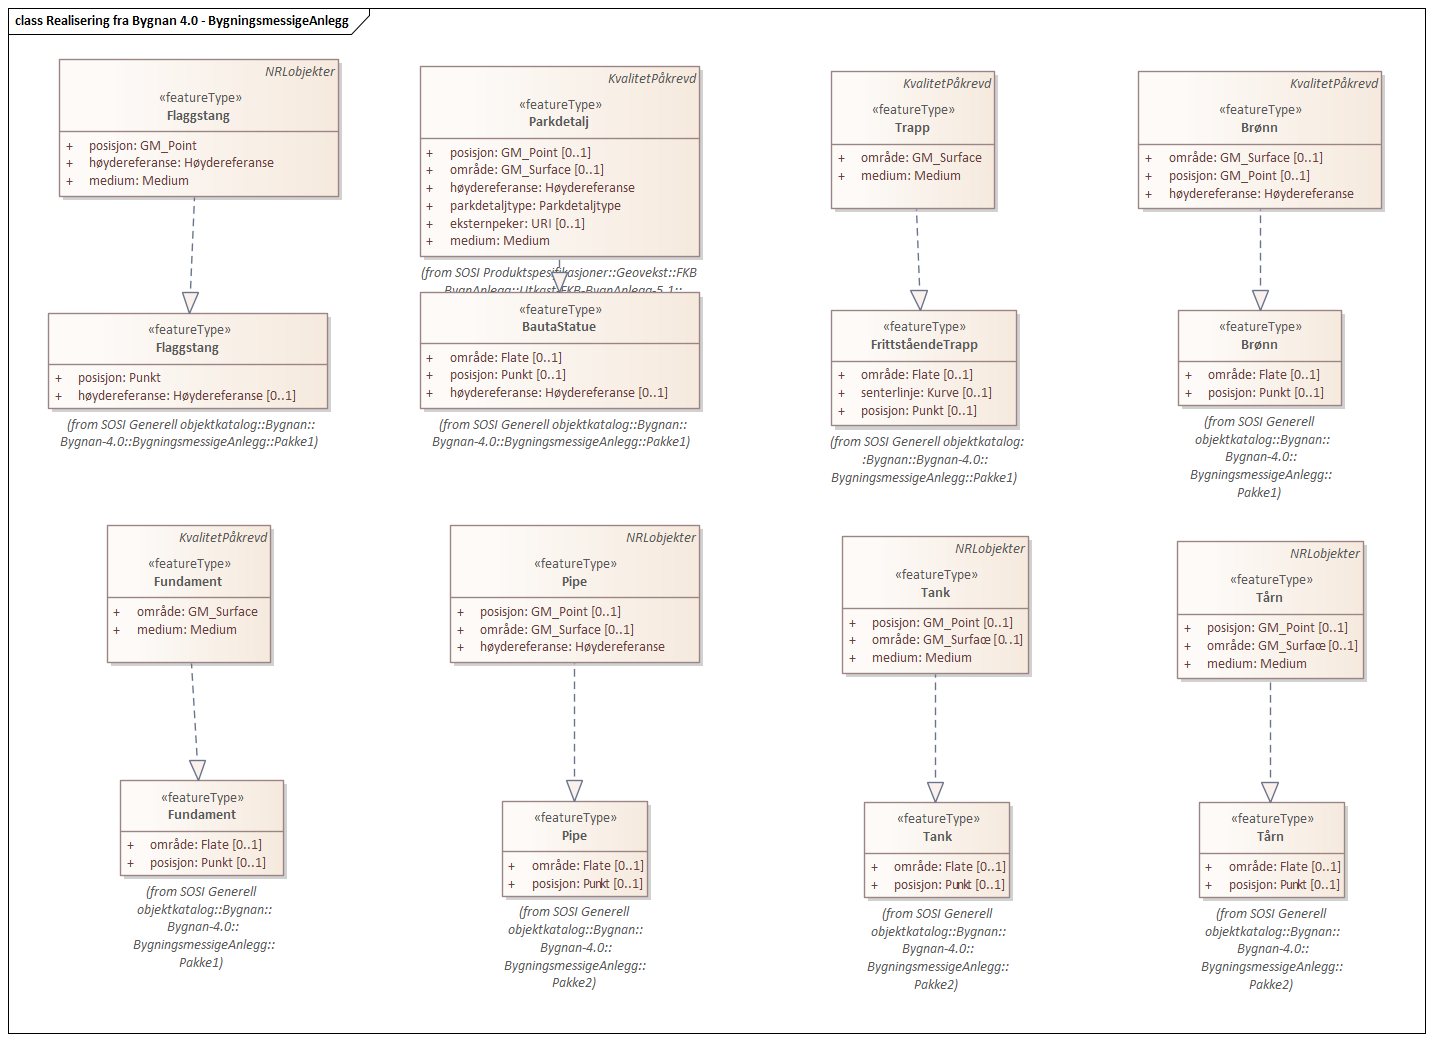 class Realisering fra Bygnan 4.0 - BygningsmessigeAnlegg
NRLobjekter
«featureType»
Flaggstang
+ posisjon: GM_Point
+ høydereferanse: Høydereferanse
+ medium: Medium
KvalitetPåkrevd
«featureType»
Parkdetalj
+ posisjon: GM_Point [0..1]
+ område: GM_Surface [0..1]
+ høydereferanse: Høydereferanse
+ parkdetaljtype: Parkdetaljtype
+ eksternpeker: URI [0..1]
+ medium: Medium
(from SOSI Produktspesifikasjoner::Geovekst::FKB
BygnAnlegg::Utkast::FKB-BygnAnlegg-5.1::
KvalitetPåkrevd
«featureType»
Trapp
+ område: GM_Surface
+ medium: Medium
KvalitetPåkrevd
«featureType»
Brønn
+ område: GM_Surface [0..1]
+ posisjon: GM_Point [0..1]
+ høydereferanse: Høydereferanse
«featureType»
Flaggstang
+ posisjon: Punkt
+ høydereferanse: Høydereferanse [0..1]
(from SOSI Generell objektkatalog::Bygnan::
Bygnan-4.0::BygningsmessigeAnlegg::Pakke1)
«featureType»
BautaStatue
+ område: Flate [0..1]
+ posisjon: Punkt [0..1]
+ høydereferanse: Høydereferanse [0..1]
(from SOSI Generell objektkatalog::Bygnan::
Bygnan-4.0::BygningsmessigeAnlegg::Pakke1)
«featureType»
FrittståendeTrapp
+ område: Flate [0..1]
+ senterlinje: Kurve [0..1]
+ posisjon: Punkt [0..1]
(from SOSI Generell objektkatalog:
:Bygnan::Bygnan-4.0::
BygningsmessigeAnlegg::Pakke1)
«featureType»
Brønn
+ område: Flate [0..1]
+ posisjon: Punkt [0..1]
(from SOSI Generell
objektkatalog::Bygnan::
Bygnan-4.0::
BygningsmessigeAnlegg::
Pakke1)
KvalitetPåkrevd
«featureType»
Fundament
+ område: GM_Surface
+ medium: Medium
NRLobjekter
«featureType»
Pipe
+ posisjon: GM_Point [0..1]
+ område: GM_Surface [0..1]
+ høydereferanse: Høydereferanse
NRLobjekter
«featureType»
Tank
+ posisjon: GM_Point [0..1]
+ område: GM_Surface [0..1]
+ medium: Medium
NRLobjekter
«featureType»
Tårn
+ posisjon: GM_Point [0..1]
+ område: GM_Surface [0..1]
+ medium: Medium
«featureType»
Fundament
+ område: Flate [0..1]
+ posisjon: Punkt [0..1]
(from SOSI Generell
objektkatalog::Bygnan::
Bygnan-4.0::
BygningsmessigeAnlegg::
Pakke1)
«featureType»
Pipe
+ område: Flate [0..1]
+ posisjon: Punkt [0..1]
(from SOSI Generell
objektkatalog::Bygnan::
Bygnan-4.0::
BygningsmessigeAnlegg::
Pakke2)
«featureType»
Tank
+ område: Flate [0..1]
+ posisjon: Punkt [0..1]
(from SOSI Generell
objektkatalog::Bygnan::
Bygnan-4.0::
BygningsmessigeAnlegg::
Pakke2)
«featureType»
Tårn
+ område: Flate [0..1]
+ posisjon: Punkt [0..1]
(from SOSI Generell
objektkatalog::Bygnan::
Bygnan-4.0::
BygningsmessigeAnlegg::
Pakke2)